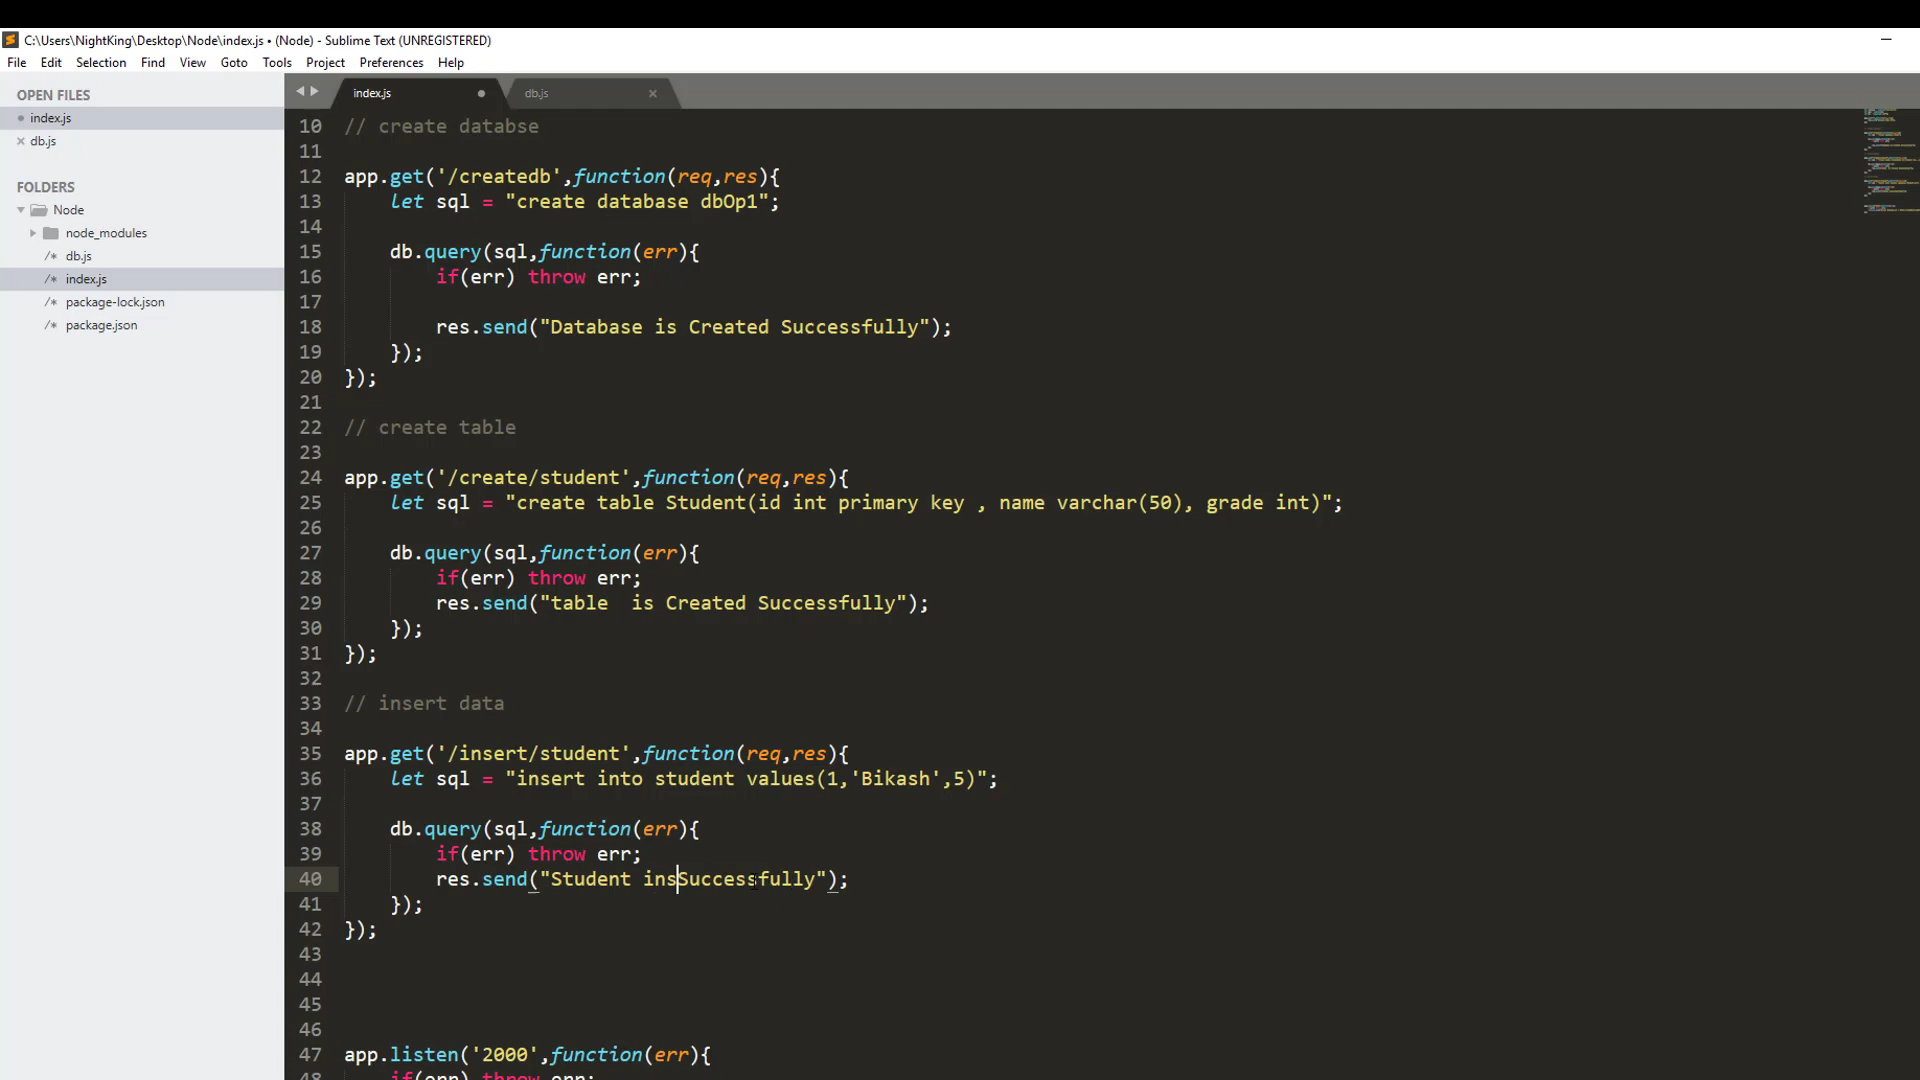 C:\Users\NightKing\Desktop\Node\index.js • (Node) - Sublime Text (UNREGISTERED)
File Edit Selection Find View Goto Tools Project Preferences Help
OPEN FILES
index.js
db.js
FOLDERS
Node
node_modules
/* db.js
/* index.js
/* package-lock.json
/* package.json
index.js
db.js
10 // create databse
11
12 app.get('/createdb',function(req,res){
13 let sql = "create database dbOp1";
14
15 db.query(sql,function(err){
16 if(err) throw err;
17
18 res.send("Database is Created Successfully");
19 });
20 });
21
22 // create table
23
24 app.get('/create/student',function(req,res){
25 let sql = "create table Student(id int primary key , name varchar(50), grade int)";
26
27 db.query(sql,function(err){
28 if(err) throw err;
29 res.send("table  is Created Successfully");
30 });
31 });
32
33 // insert data
34
35 app.get('/insert/student',function(req,res){
36 let sql = "insert into student values(1,'Bikash',5)";
37
38 db.query(sql,function(err){
39 if(err) throw err;
40 res.send("Student insSuccessfully");
41 });
42 });
43
44
45
46
47 app.listen('2000',function(err){
48 if(err) throw err;